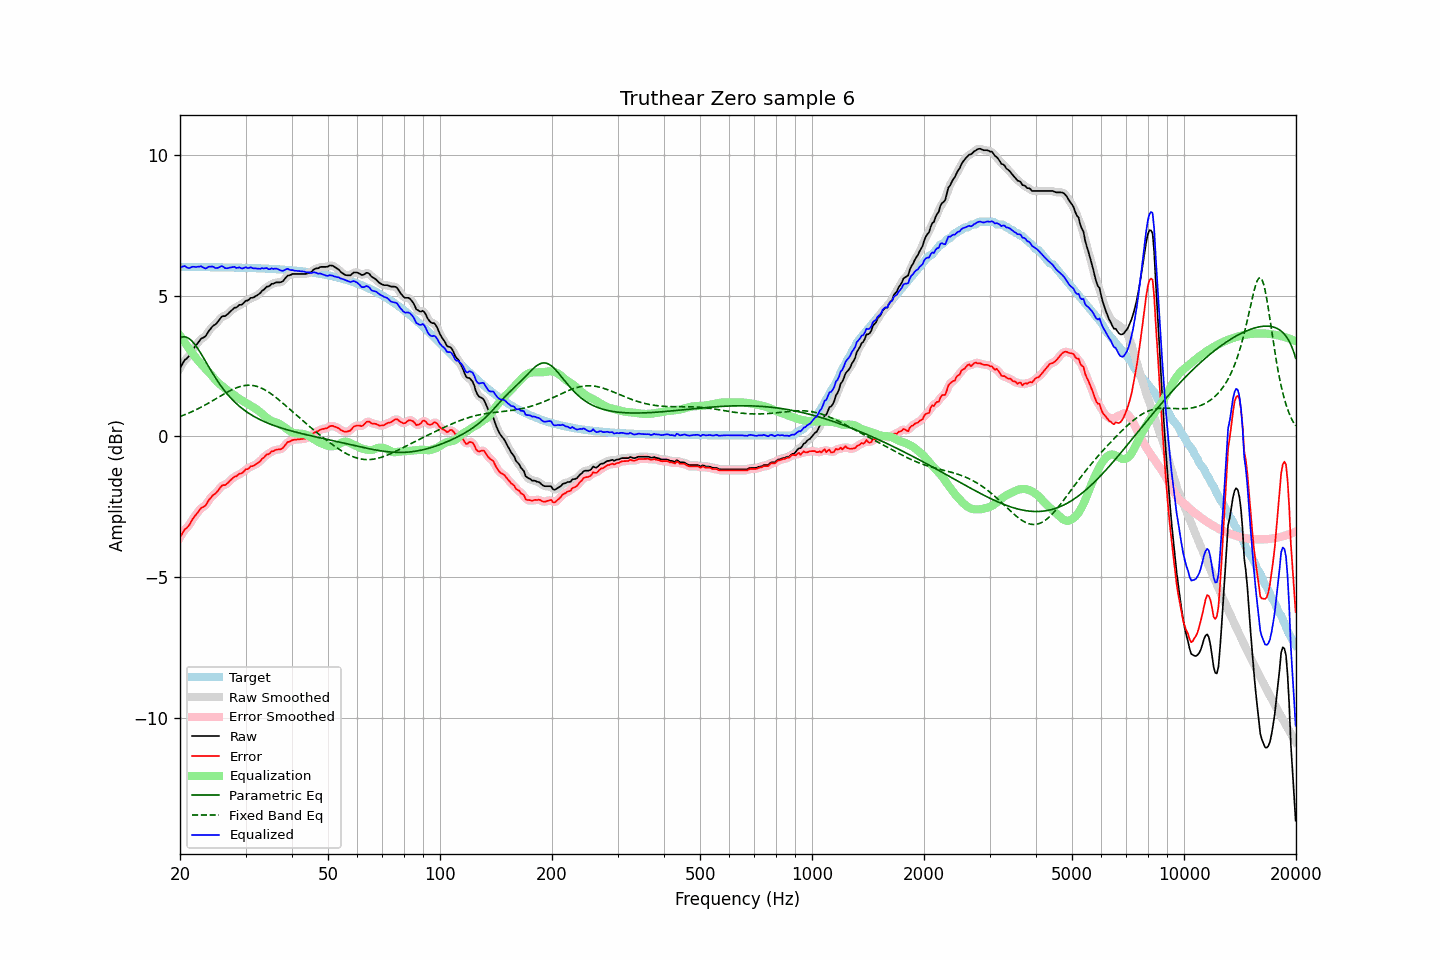 Truthear Zero sample 6
Amplitude (dBr)
10
5
0
−5
−10
Target
Raw Smoothed
Error Smoothed
Raw
Error
Equalization
Parametric Eq
Fixed Band Eq
Equalized
20 50 100 200 500 1000 2000 5000 10000 20000
Frequency (Hz)